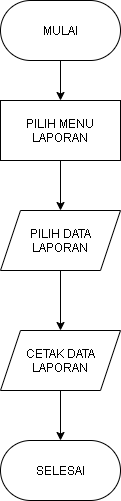 MULAI
PILIH MENU
LAPORAN
PILIH DATA
LAPORAN
CETAK DATA
LAPORAN
SELESAI